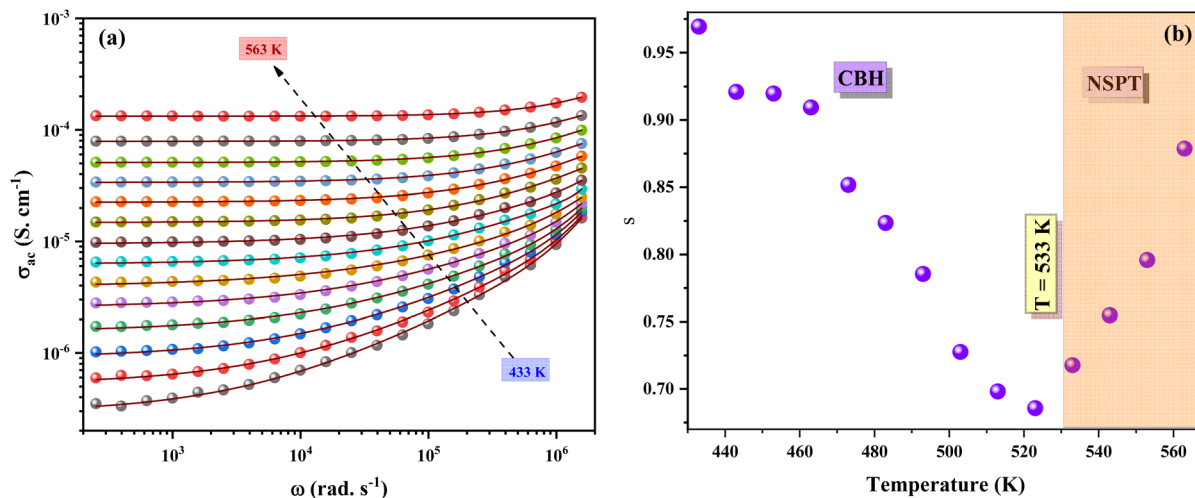 (a)
563 K
433 K
10⁻³
10⁻⁴
10⁻⁵
10⁻⁶
σac (S. cm⁻¹)
10³
10⁴
10⁵
10⁶
ω (rad. s⁻¹)
(b)
CBH
NSPT
T = 533 K
0.95
0.90
0.85
0.80
0.75
0.70
s
440
460
480
500
520
540
560
Temperature (K)